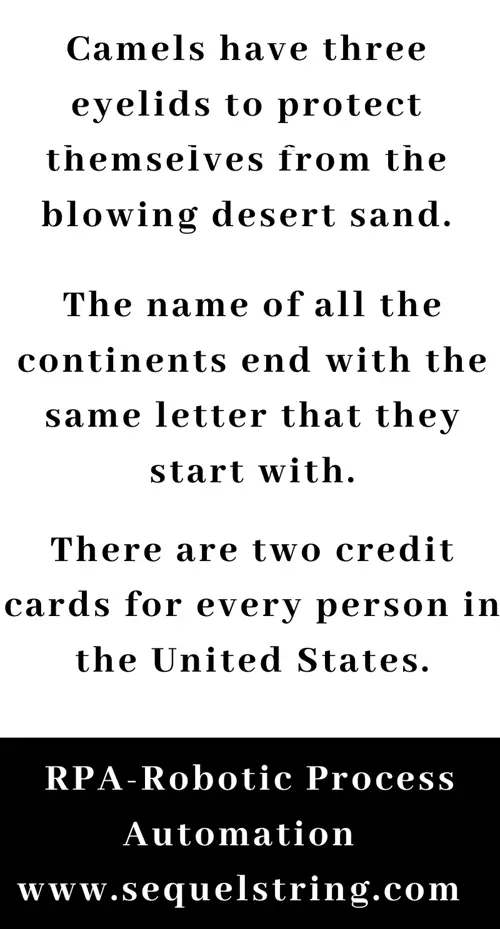 Camels have three
eyelids to protect
themselves from the
blowing desert sand.
The name of all the
continents end with the
same letter that they
start with.
There are two credit
cards for every person in
the United States.
RPA-Robotic Process
Automation
www.sequelstring.com